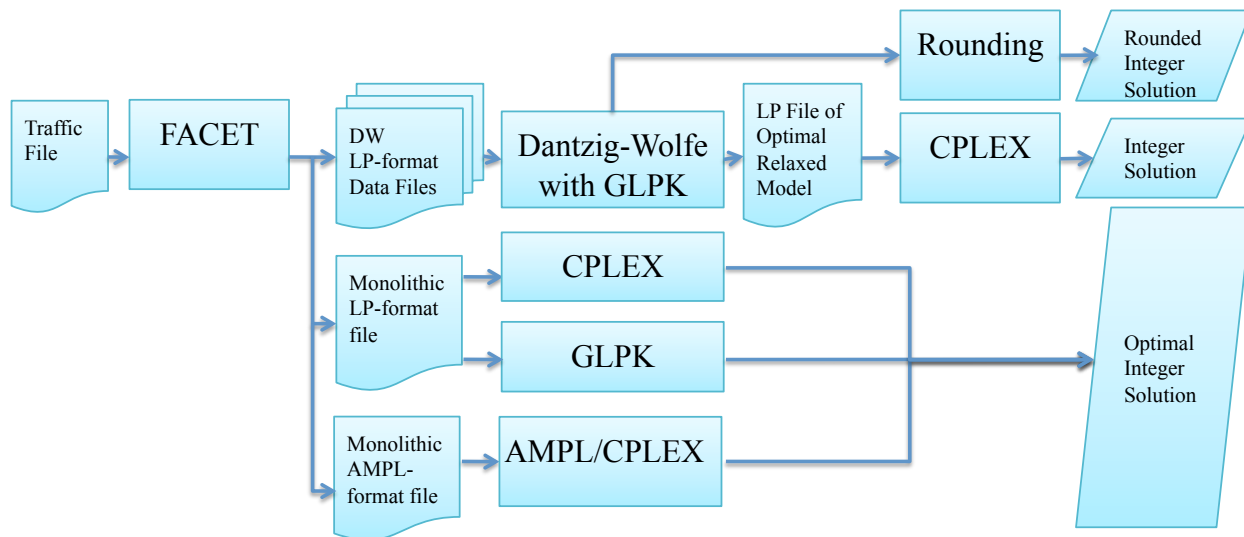 Traffic
File
FACET
DW
LP-format
Data Files
Dantzig-Wolfe
with GLPK
LP File of
Optimal
Relaxed
Model
Rounding
Rounded
Integer
Solution
CPLEX
Integer
Solution
Monolithic
LP-format
file
CPLEX
GLPK
Monolithic
AMPL-
format file
AMPL/CPLEX
Optimal
Integer
Solution